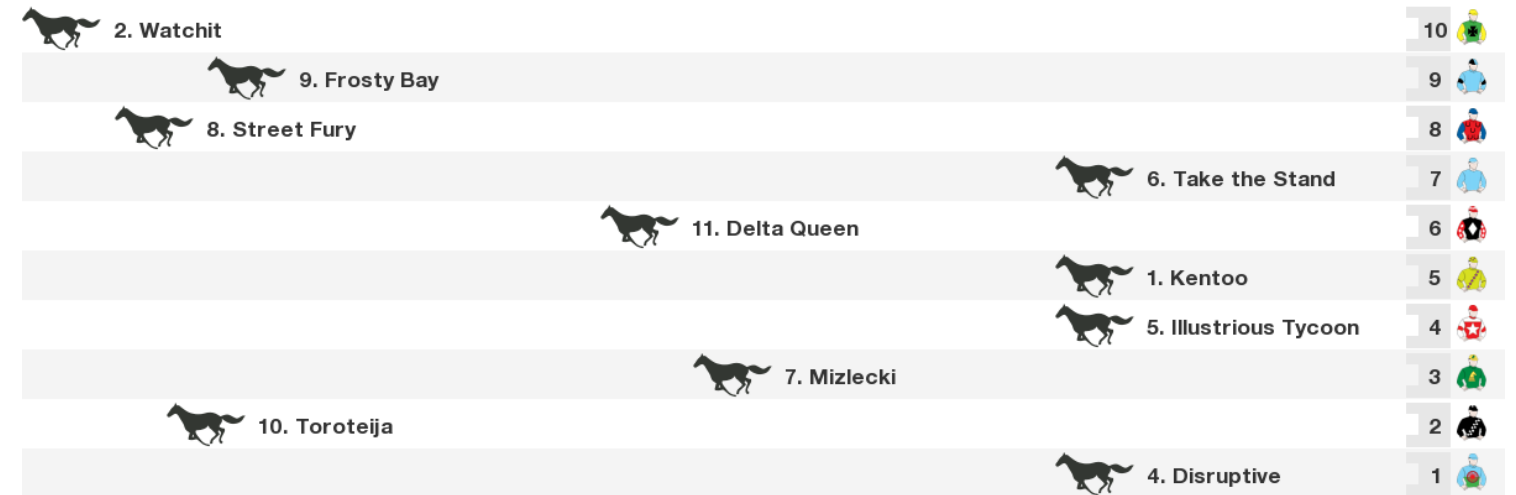 2. Watchit 10
9. Frosty Bay 9
8. Street Fury 8
6. Take the Stand 7
11. Delta Queen 6
1. Kentoo 5
5. Illustrious Tycoon 4
7. Mizlecki 3
10. Toroteija 2
4. Disruptive 1